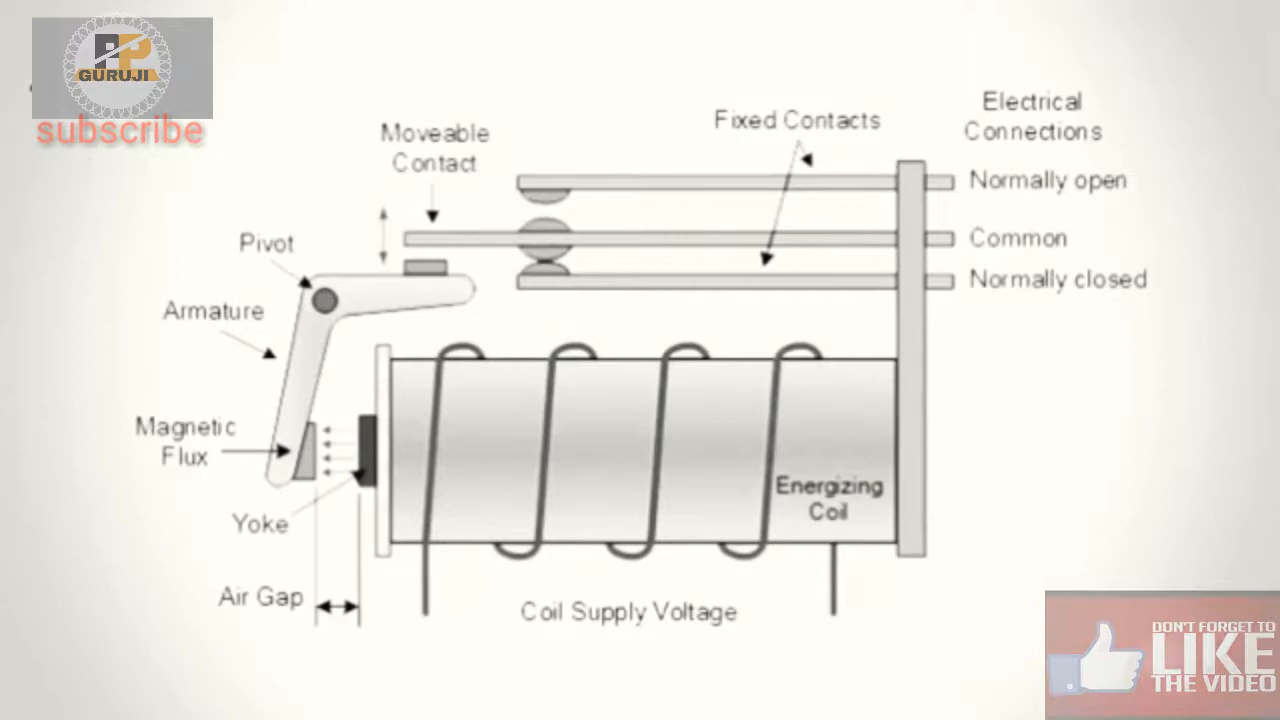 AP
GURUJI
subscribe
Moveable
Contact
Fixed Contacts
Electrical
Connections
Normally open
Common
Normally closed
Pivot
Armature
Magnetic
Flux
Yoke
Air Gap
Energizing
Coil
Coil Supply Voltage
DON'T FORGET TO
LIKE
THE VIDEO